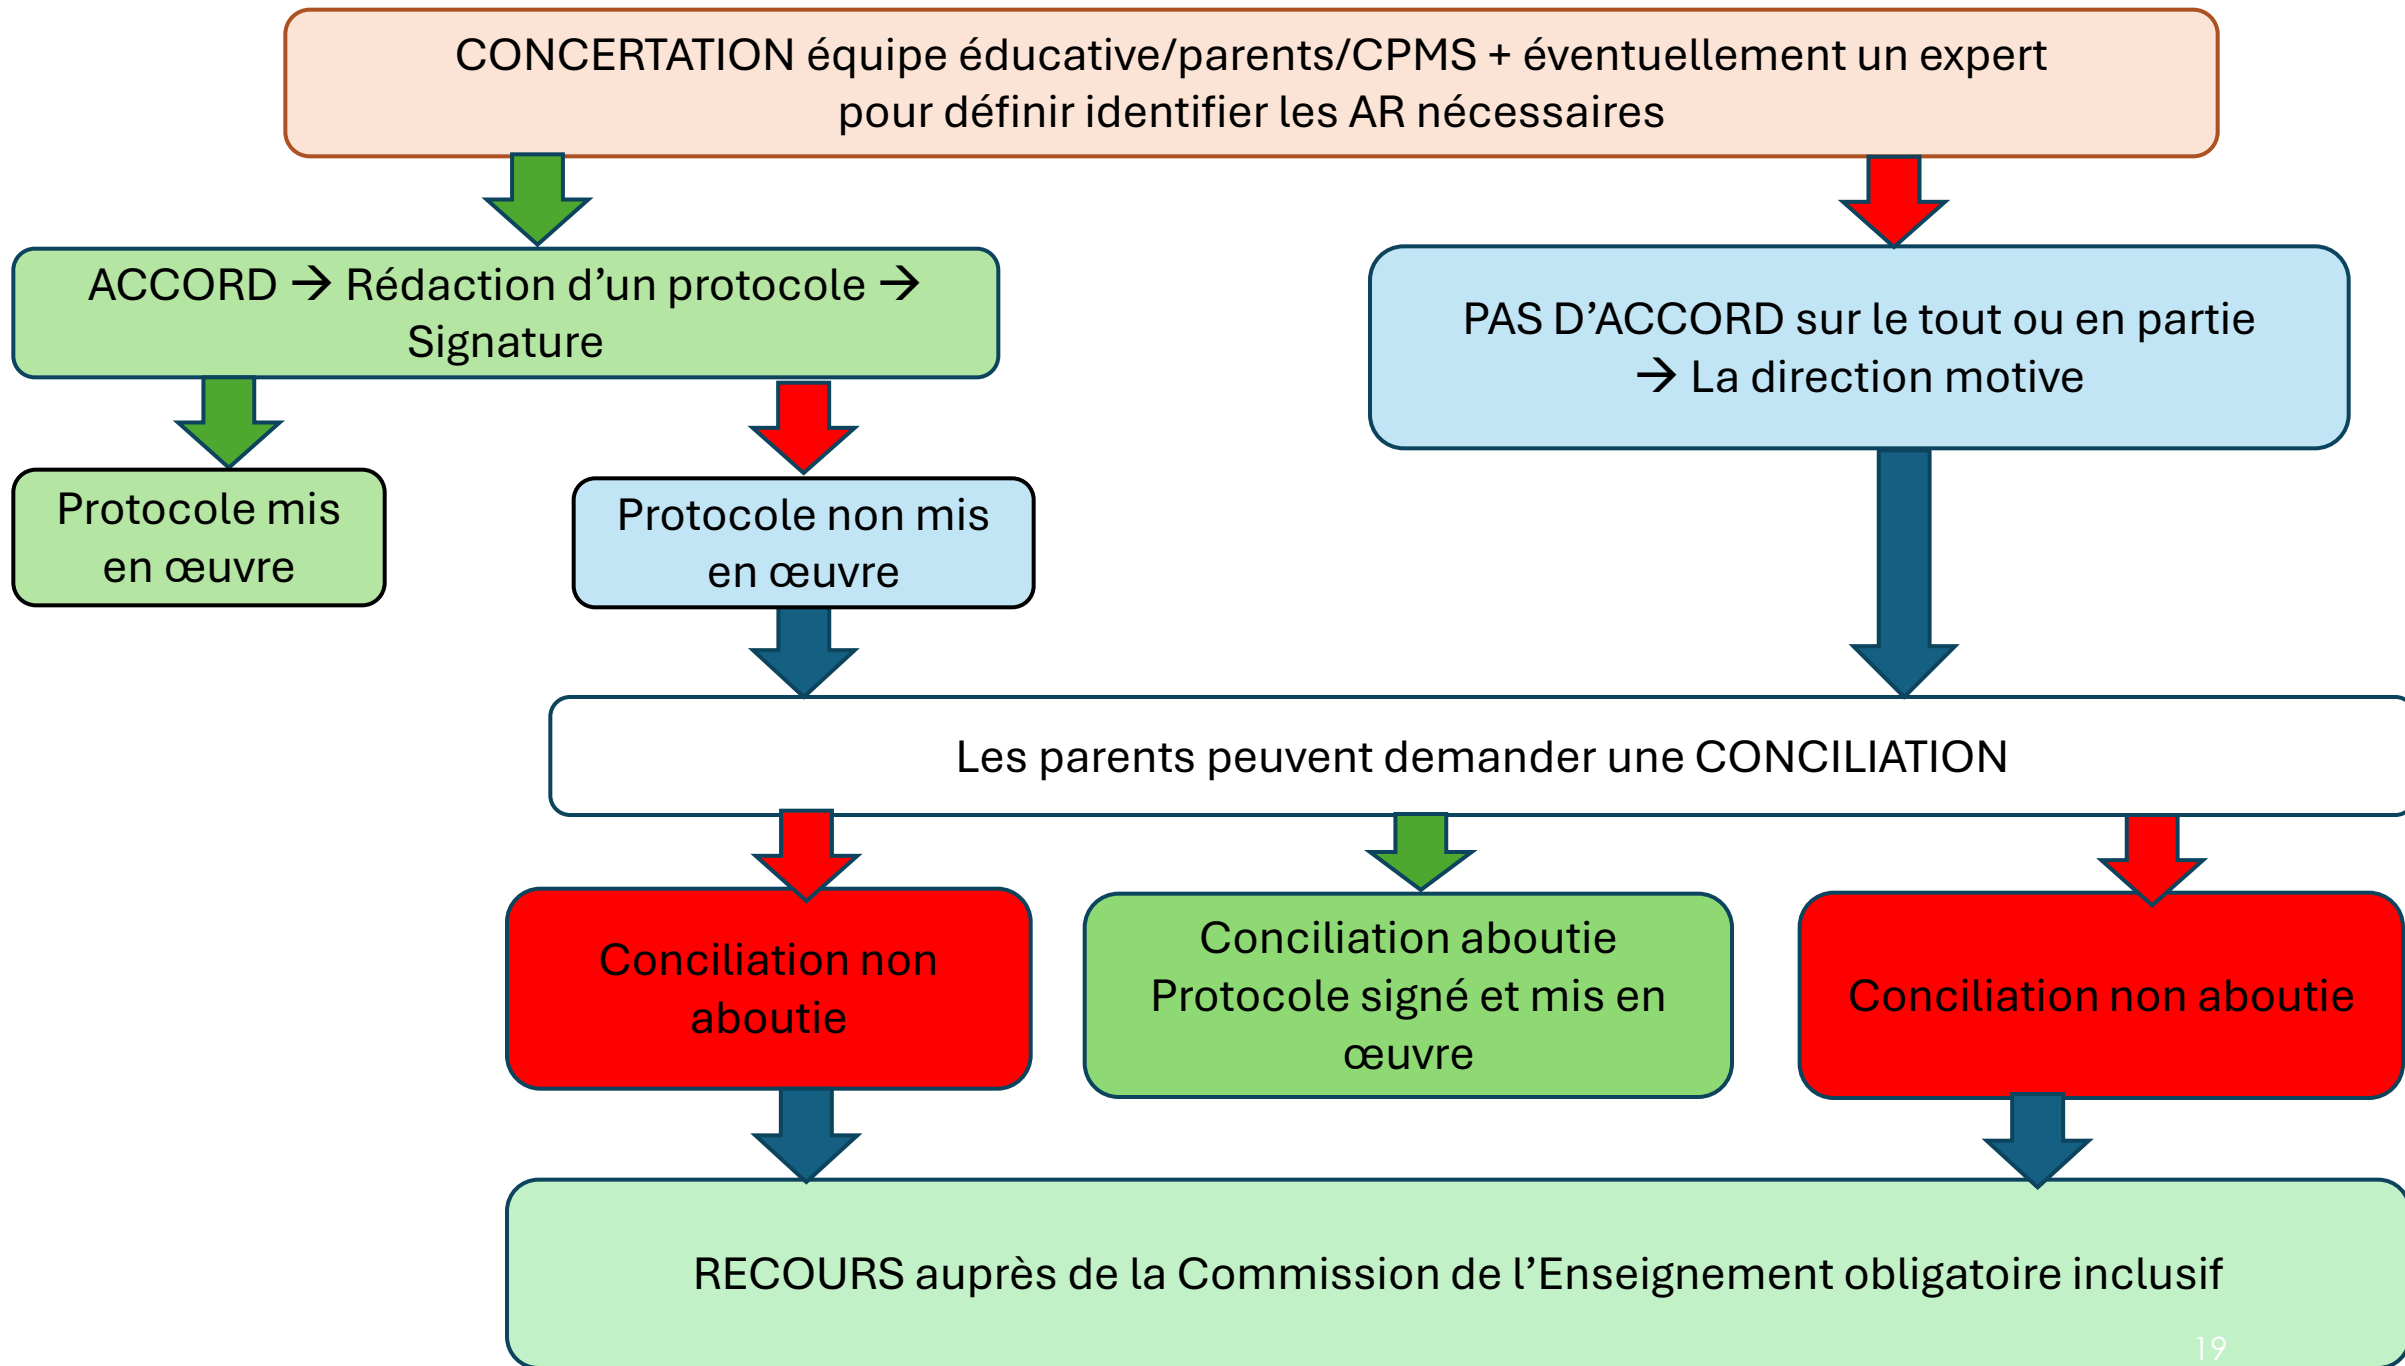 CONCERTATION équipe éducative/parents/CPMS + éventuellement un expert
pour définir identifier les AR nécessaires
ACCORD → Rédaction d’un protocole →
Signature
PAS D’ACCORD sur le tout ou en partie
→ La direction motive
Protocole mis
en œuvre
Protocole non mis
en œuvre
Les parents peuvent demander une CONCILIATION
Conciliation non
aboutie
Conciliation aboutie
Protocole signé et mis en
œuvre
Conciliation non aboutie
RECOURS auprès de la Commission de l’Enseignement obligatoire inclusif
19